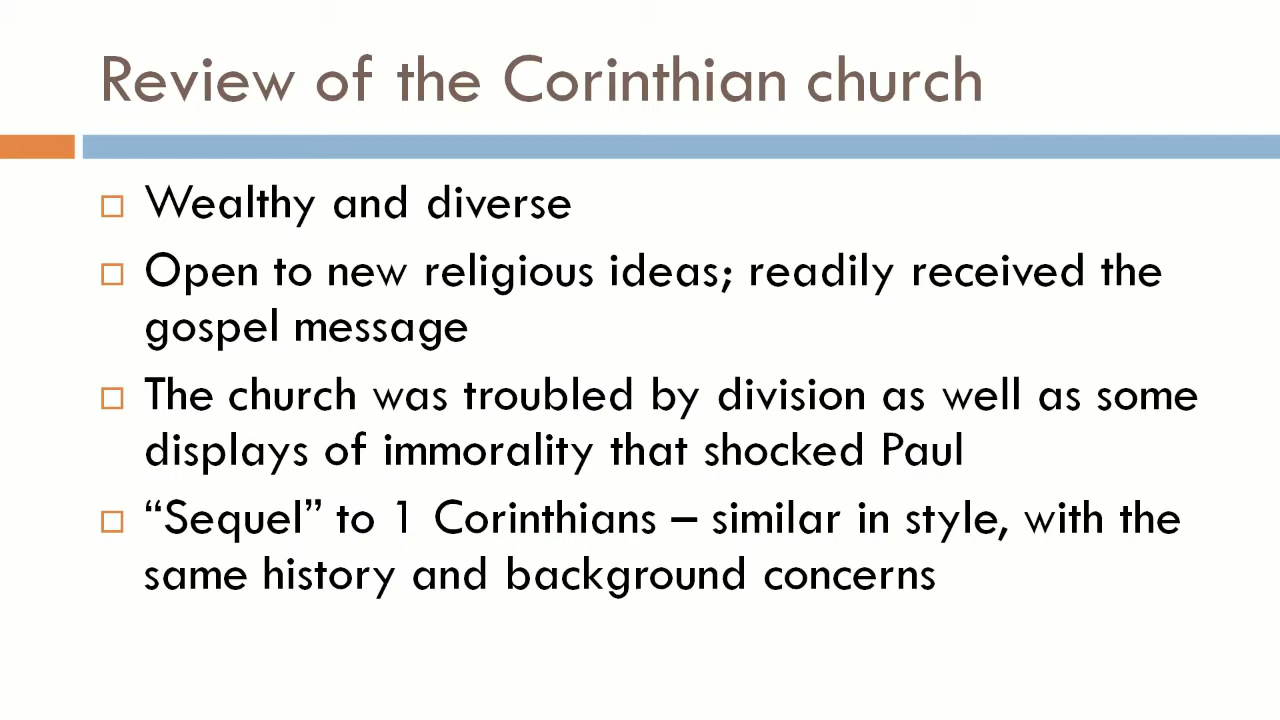 Review of the Corinthian church
Wealthy and diverse
Open to new religious ideas; readily received the
gospel message
The church was troubled by division as well as some
displays of immorality that shocked Paul
“Sequel” to 1 Corinthians – similar in style, with the
same history and background concerns